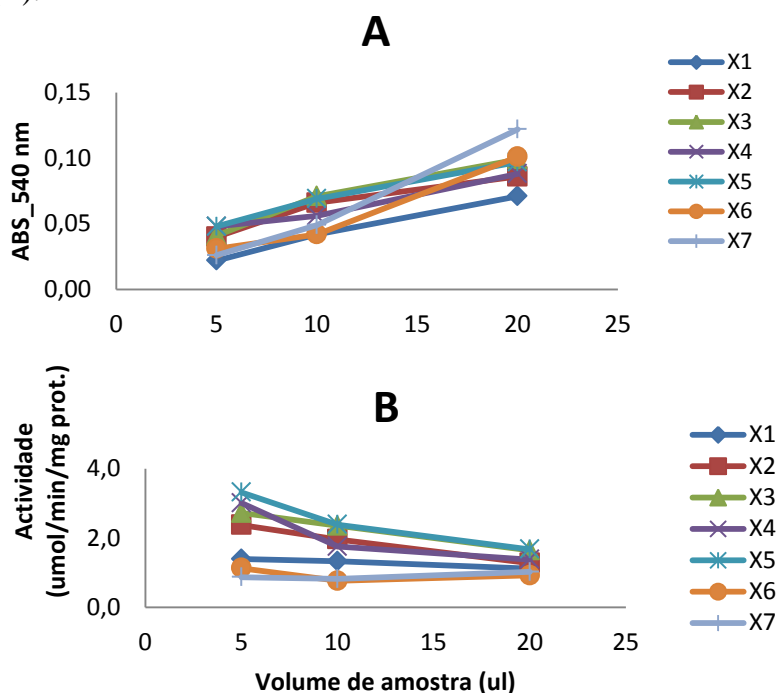 ).
A
0,15
0,10
0,05
0,00
ABS_540 nm
0 5 10 15 20 25
X1
X2
X3
X4
X5
X6
X7
B
4,0
2,0
0,0
Actividade
(umol/min/mg prot.)
0 5 10 15 20 25
Volume de amostra (ul)
X1
X2
X3
X4
X5
X6
X7